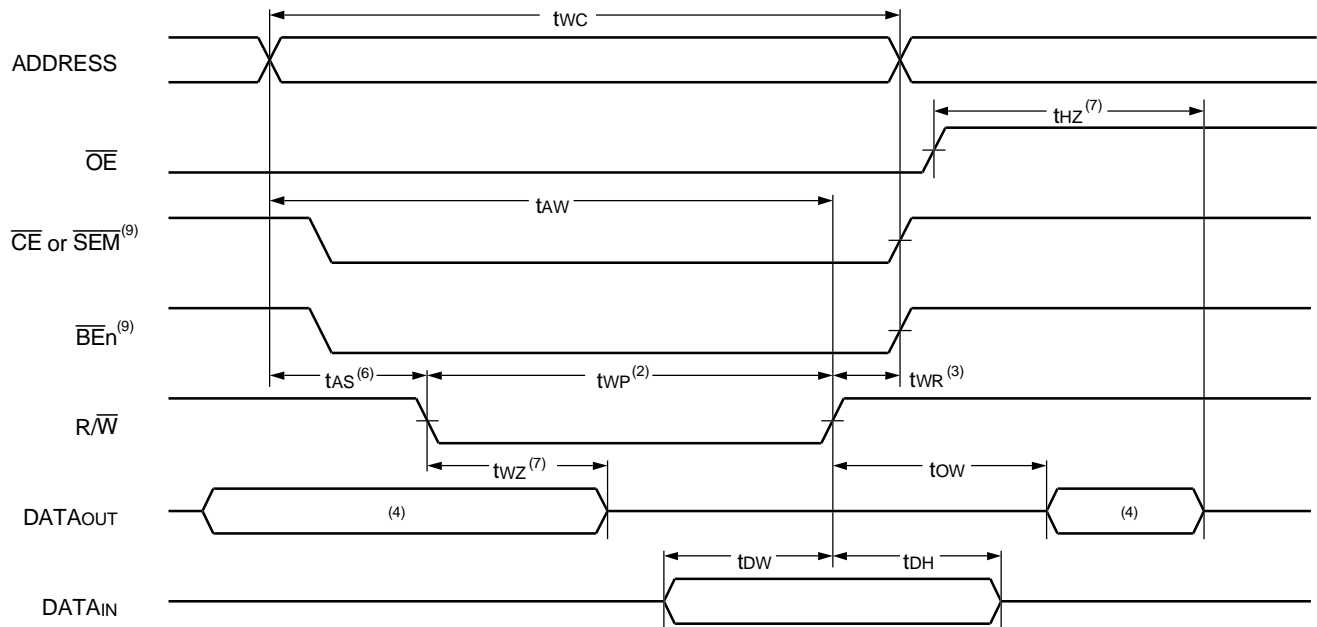 tWC
ADDRESS
tHZ(7)
OE
tAW
CE or SEM(9)
BEn(9)
tAS(6) tWP(2) tWR(3)
R/W
tWZ(7) tOW
DATAOUT (4) (4)
tDW tDH
DATAIN